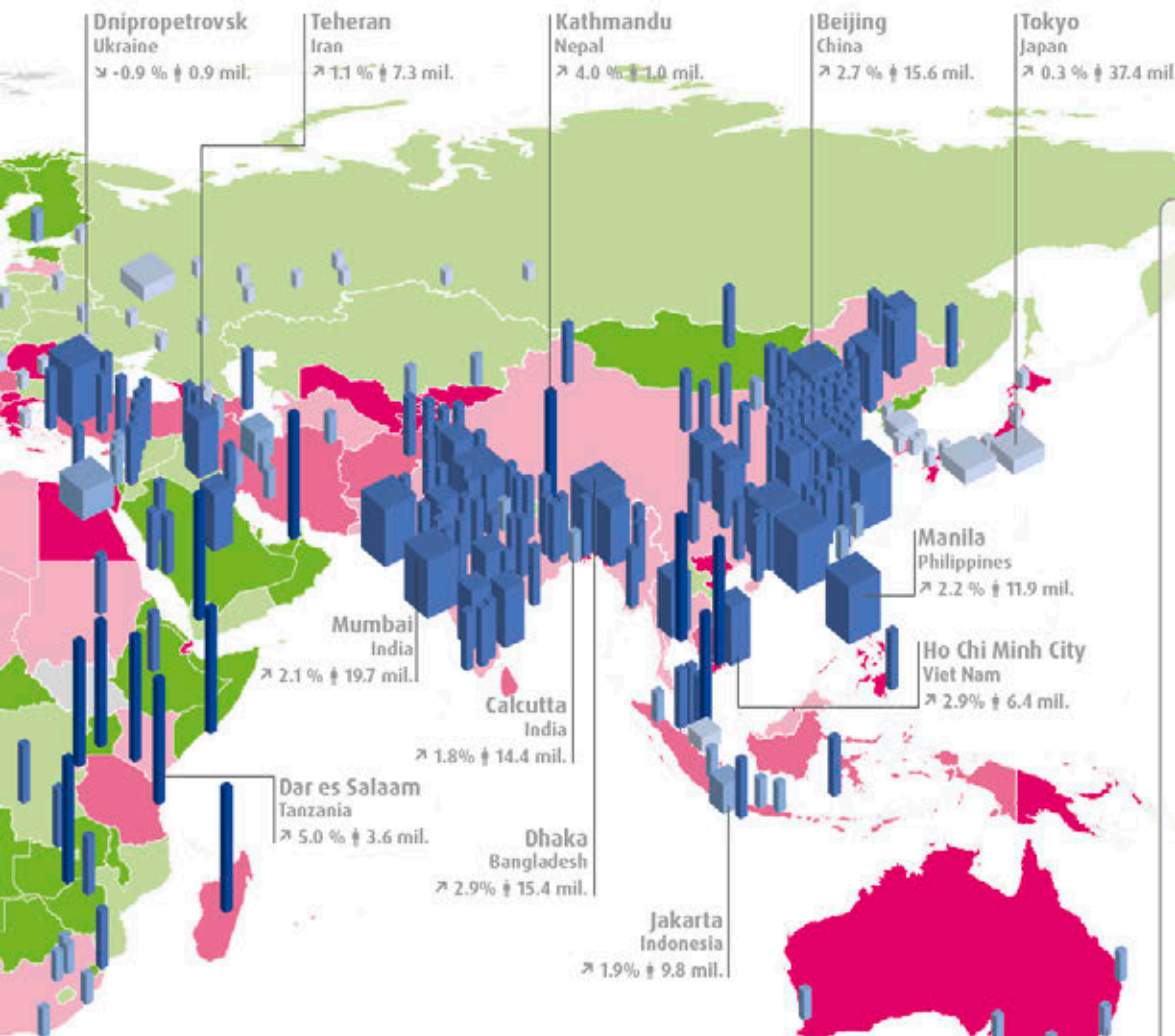 Dnipropetrovsk
Ukraine
↘ -0.9 % 0.9 mil.
Teheran
Iran
↗ 1.1 % 7.3 mil.
Kathmandu
Nepal
↗ 4.0 % 1.0 mil.
Beijing
China
↗ 2.7 % 15.6 mil.
Tokyo
Japan
↗ 0.3 % 37.4 mil
Manila
Philippines
↗ 2.2 % 11.9 mil.
Mumbai
India
↗ 2.1 % 19.7 mil.
Ho Chi Minh City
Viet Nam
↗ 2.9% 6.4 mil.
Calcutta
India
↗ 1.8% 14.4 mil.
Dar es Salaam
Tanzania
↗ 5.0 % 3.6 mil.
Dhaka
Bangladesh
↗ 2.9% 15.4 mil.
Jakarta
Indonesia
↗ 1.9% 9.8 mil.